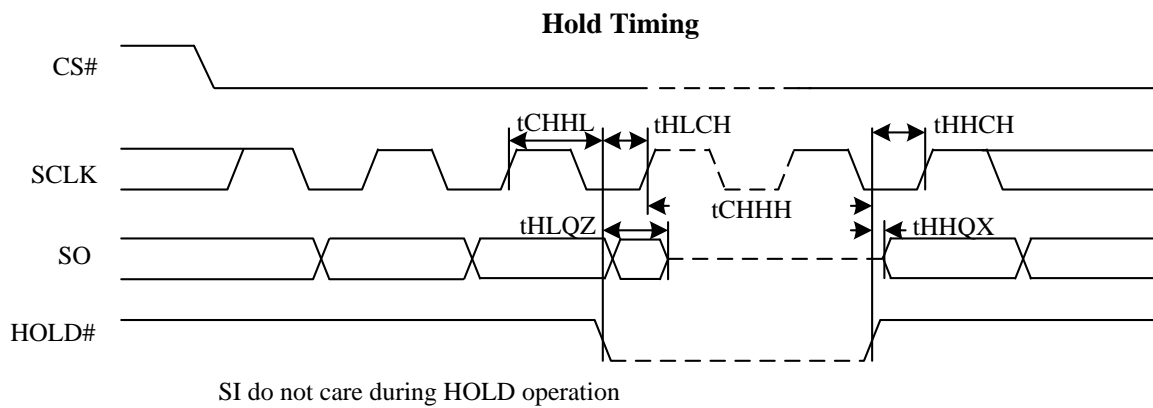 Hold Timing
CS#
tCHHL
tHLCH
tHHCH
SCLK
tCHHH
tHLQZ
tHHQX
SO
HOLD#
SI do not care during HOLD operation